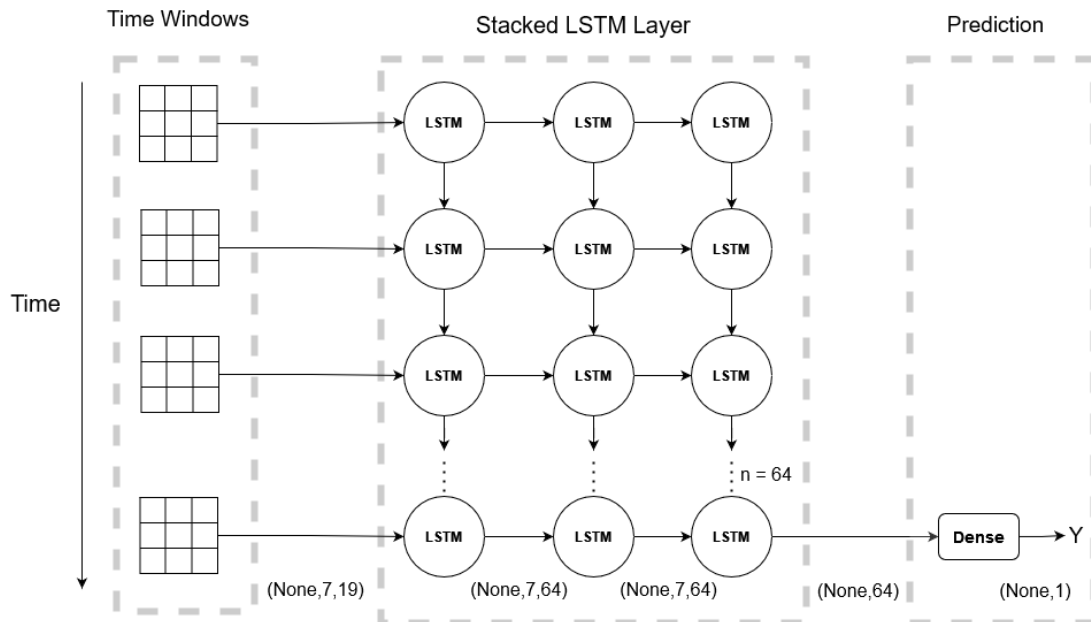 Time Windows
Stacked LSTM Layer
Prediction
LSTM
LSTM
LSTM
LSTM
LSTM
LSTM
Time
LSTM
LSTM
LSTM
n = 64
LSTM
LSTM
LSTM
Dense
Y
(None,7,19)
(None,7,64)
(None,7,64)
(None,64)
(None,1)